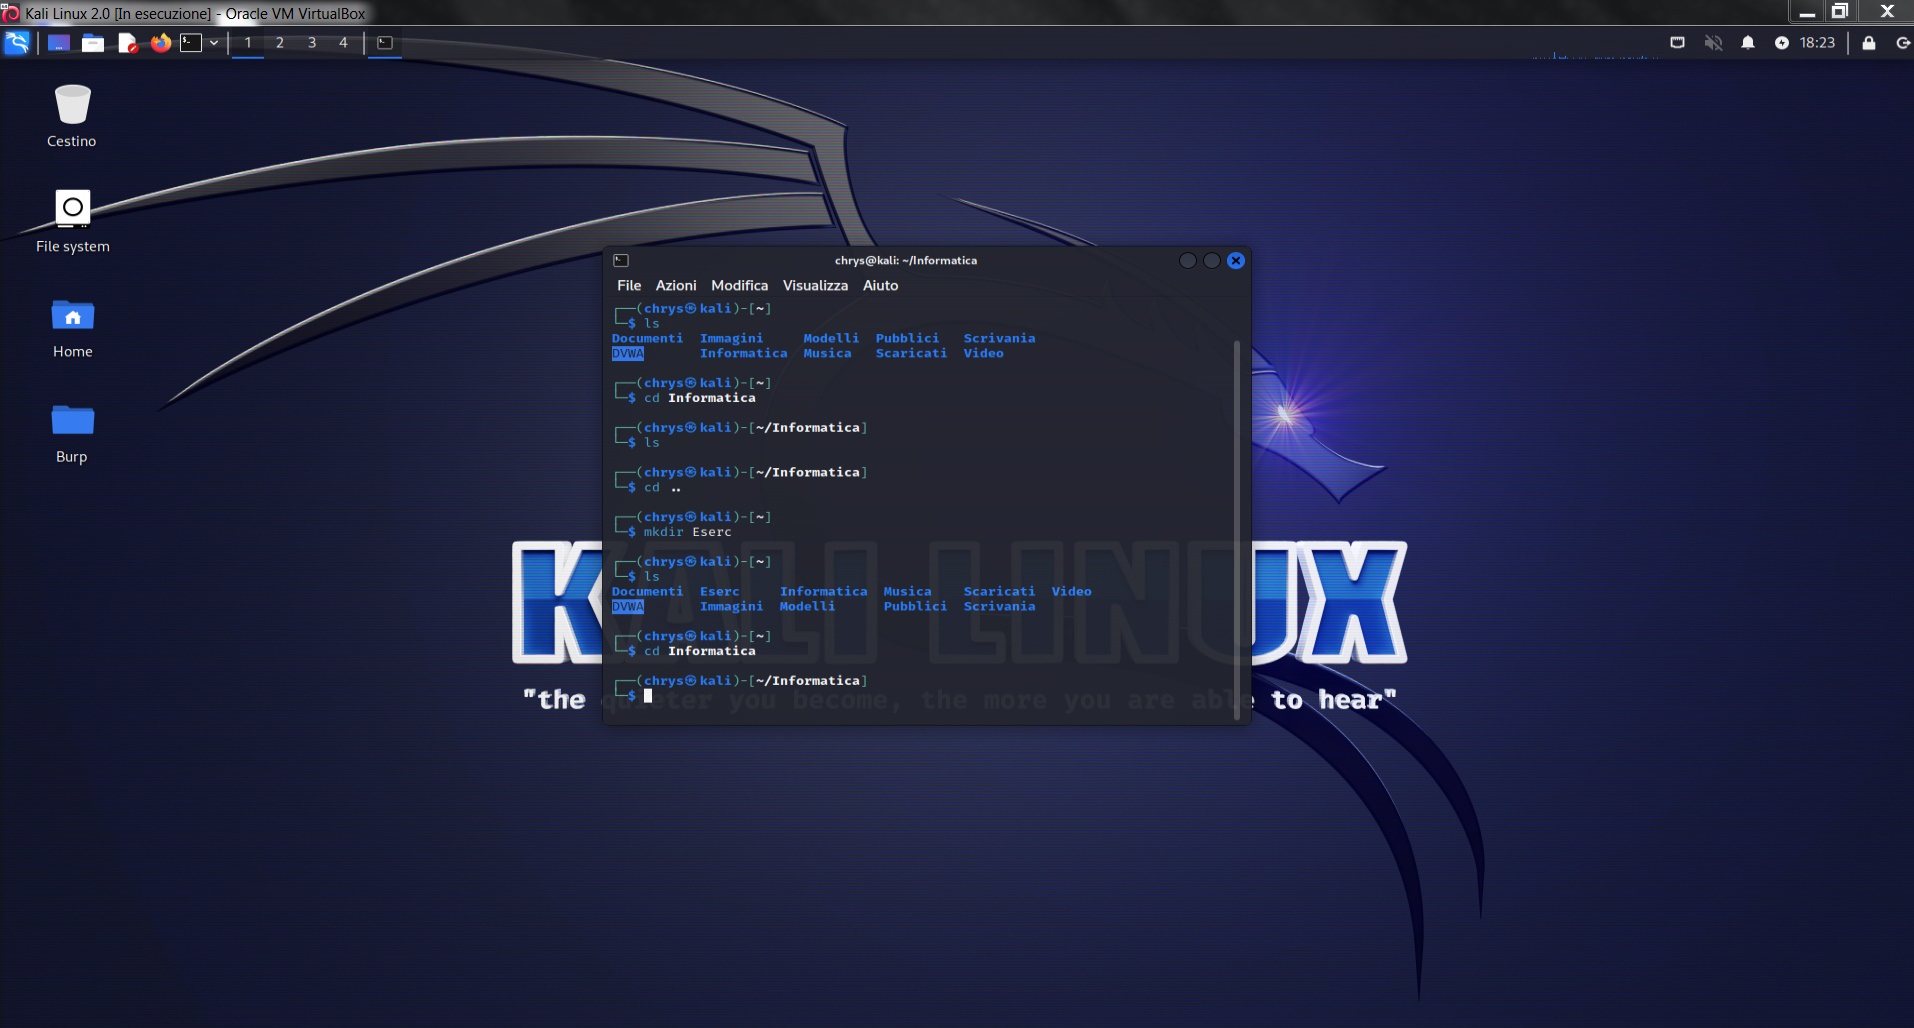 Kali Linux 2.0 [In esecuzione] - Oracle VM VirtualBox
1 2 3 4
18:23
Cestino
File system
Home
Burp
chrys@kali: ~/Informatica
File Azioni Modifica Visualizza Aiuto
┌──(chrys㉿kali)-[~]
└─$ ls
Documenti Immagini Modelli Pubblici Scrivania
DVWA Informatica Musica Scaricati Video
┌──(chrys㉿kali)-[~]
└─$ cd Informatica
┌──(chrys㉿kali)-[~/Informatica]
└─$ ls
┌──(chrys㉿kali)-[~/Informatica]
└─$ cd ..
┌──(chrys㉿kali)-[~]
└─$ mkdir Eserc
┌──(chrys㉿kali)-[~]
└─$ ls
Documenti Eserc Informatica Musica Scaricati Video
DVWA Immagini Modelli Pubblici Scrivania
┌──(chrys㉿kali)-[~]
└─$ cd Informatica
┌──(chrys㉿kali)-[~/Informatica]
└─$
KALI LINUX
"the quieter you become, the more you are able to hear"